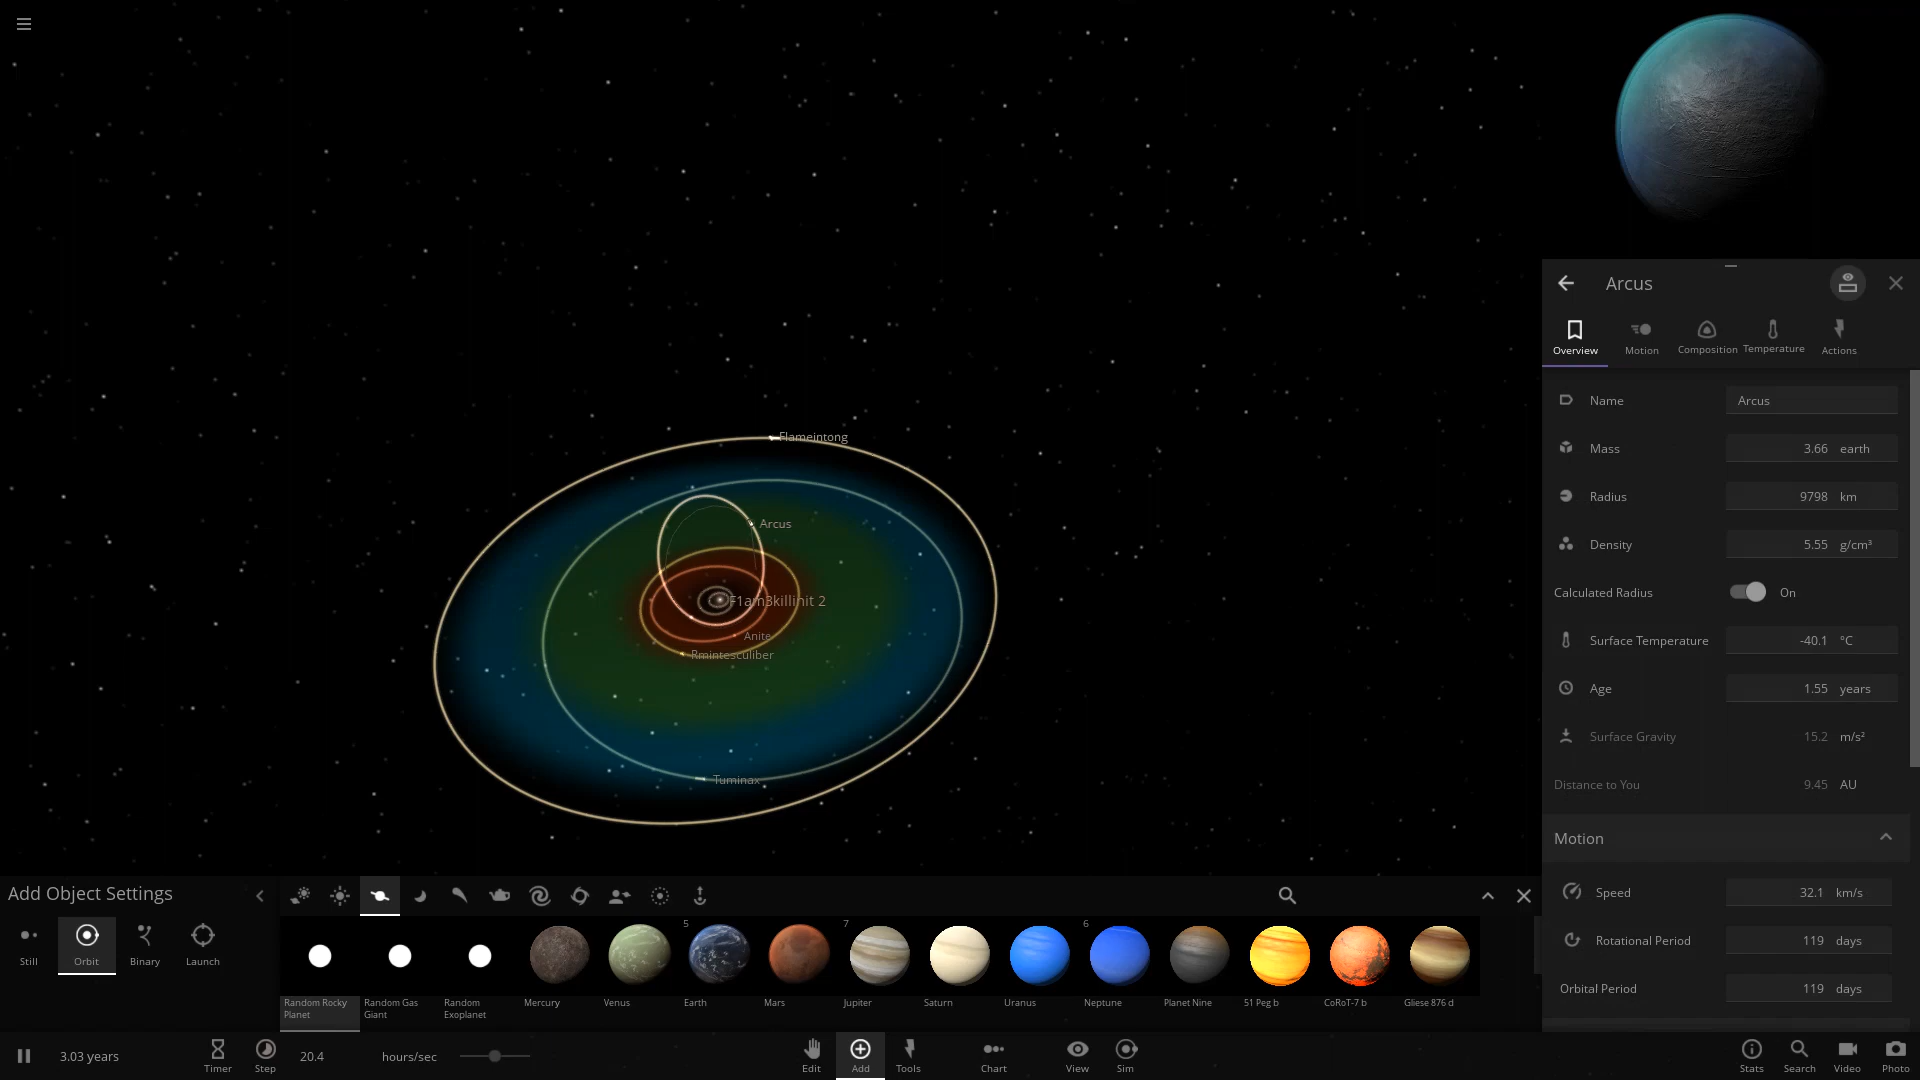 Flameintong
Arcus
F1am3killinit 2
Anite
Rmintesculiber
Tuminax
Arcus
Overview
Motion
Composition
Temperature
Actions
Name Arcus
Mass 3.66 earth
Radius 9798 km
Density 5.55 g/cm³
Calculated Radius On
Surface Temperature -40.1 °C
Age 1.55 years
Surface Gravity 15.2 m/s²
Distance to You 9.45 AU
Motion
Speed 32.1 km/s
Rotational Period 119 days
Orbital Period 119 days
Add Object Settings
Still
Orbit
Binary
Launch
5
7
6
Random Rocky
Planet
Random Gas
Giant
Random
Exoplanet
Mercury
Venus
Earth
Mars
Jupiter
Saturn
Uranus
Neptune
Planet Nine
51 Peg b
CoRoT-7 b
Gliese 876 d
3.03 years
Timer
Step
20.4 hours/sec
Edit
Add
Tools
Chart
View
Sim
Stats
Search
Video
Photo